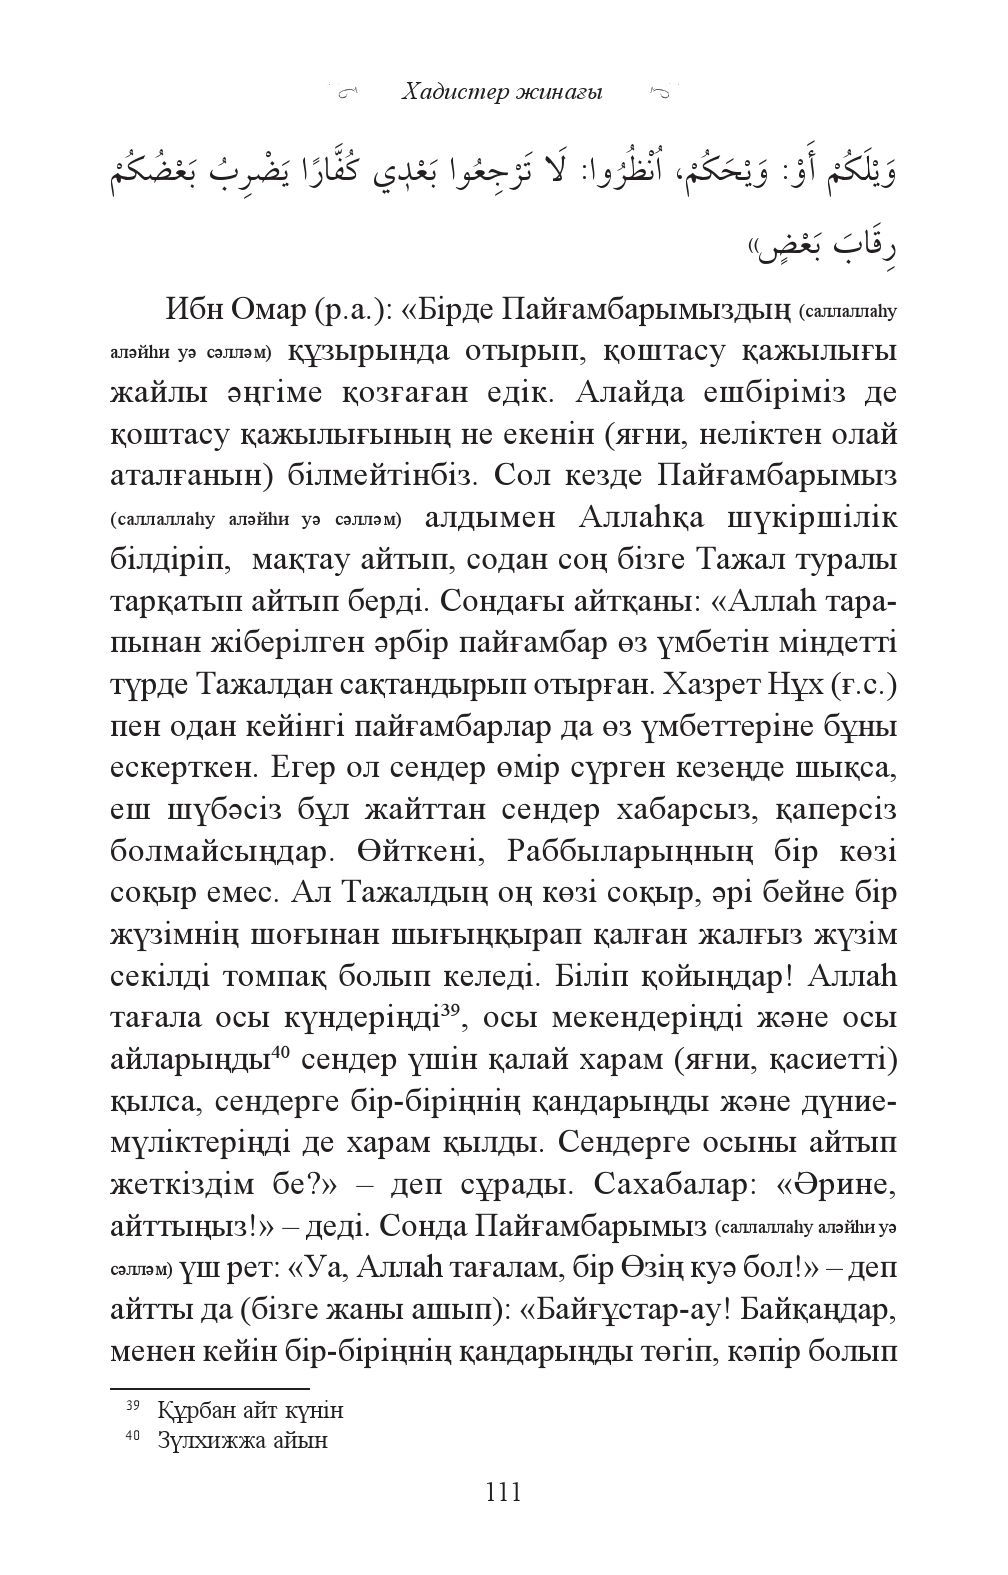 Хадистер жинағы
وَيْلَكُمْ أَوْ: وَيْحَكُمْ، اُنْظُرُوا: لَا تَرْجِعُوا بَعْدِي كُفَّارًا يَضْرِبُ بَعْضُكُمْ
رِقَابَ بَعْضٍ»
Ибн Омар (р.а.): «Бірде Пайғамбарымыздың (саллаллаһу
аләйһи уә сәлләм) құзырында отырып, қоштасу қажылығы
жайлы әңгіме қозғаған едік. Алайда ешбіріміз де
қоштасу қажылығының не екенін (яғни, неліктен олай
аталғанын) білмейтінбіз. Сол кезде Пайғамбарымыз
(саллаллаһу аләйһи уә сәлләм) алдымен Аллаһқа шүкіршілік
білдіріп, мақтау айтып, содан соң бізге Тажал туралы
тарқатып айтып берді. Сондағы айтқаны: «Аллаһ тара-
пынан жіберілген әрбір пайғамбар өз үмбетін міндетті
түрде Тажалдан сақтандырып отырған. Хазрет Нұх (ғ.с.)
пен одан кейінгі пайғамбарлар да өз үмбеттеріне бұны
ескерткен. Егер ол сендер өмір сүрген кезеңде шықса,
еш шүбәсіз бұл жайттан сендер хабарсыз, қаперсіз
болмайсыңдар. Өйткені, Раббыларыңның бір көзі
соқыр емес. Ал Тажалдың оң көзі соқыр, әрі бейне бір
жүзімнің шоғынан шығыңқырап қалған жалғыз жүзім
секілді томпақ болып келеді. Біліп қойыңдар! Аллаһ
тағала осы күндеріңді39, осы мекендеріңді және осы
айларыңды40 сендер үшін қалай харам (яғни, қасиетті)
қылса, сендерге бір-біріңнің қандарыңды және дүние-
мүліктеріңді де харам қылды. Сендерге осыны айтып
жеткіздім бе?» – деп сұрады. Сахабалар: «Әрине,
айттыңыз!» – деді. Сонда Пайғамбарымыз (саллаллаһу аләйһи уә
сәлләм) үш рет: «Уа, Аллаһ тағалам, бір Өзің куә бол!» – деп
айтты да (бізге жаны ашып): «Байғұстар-ау! Байқаңдар,
менен кейін бір-біріңнің қандарыңды төгіп, кәпір болып
39 Құрбан айт күнін
40 Зүлхижжа айын
111